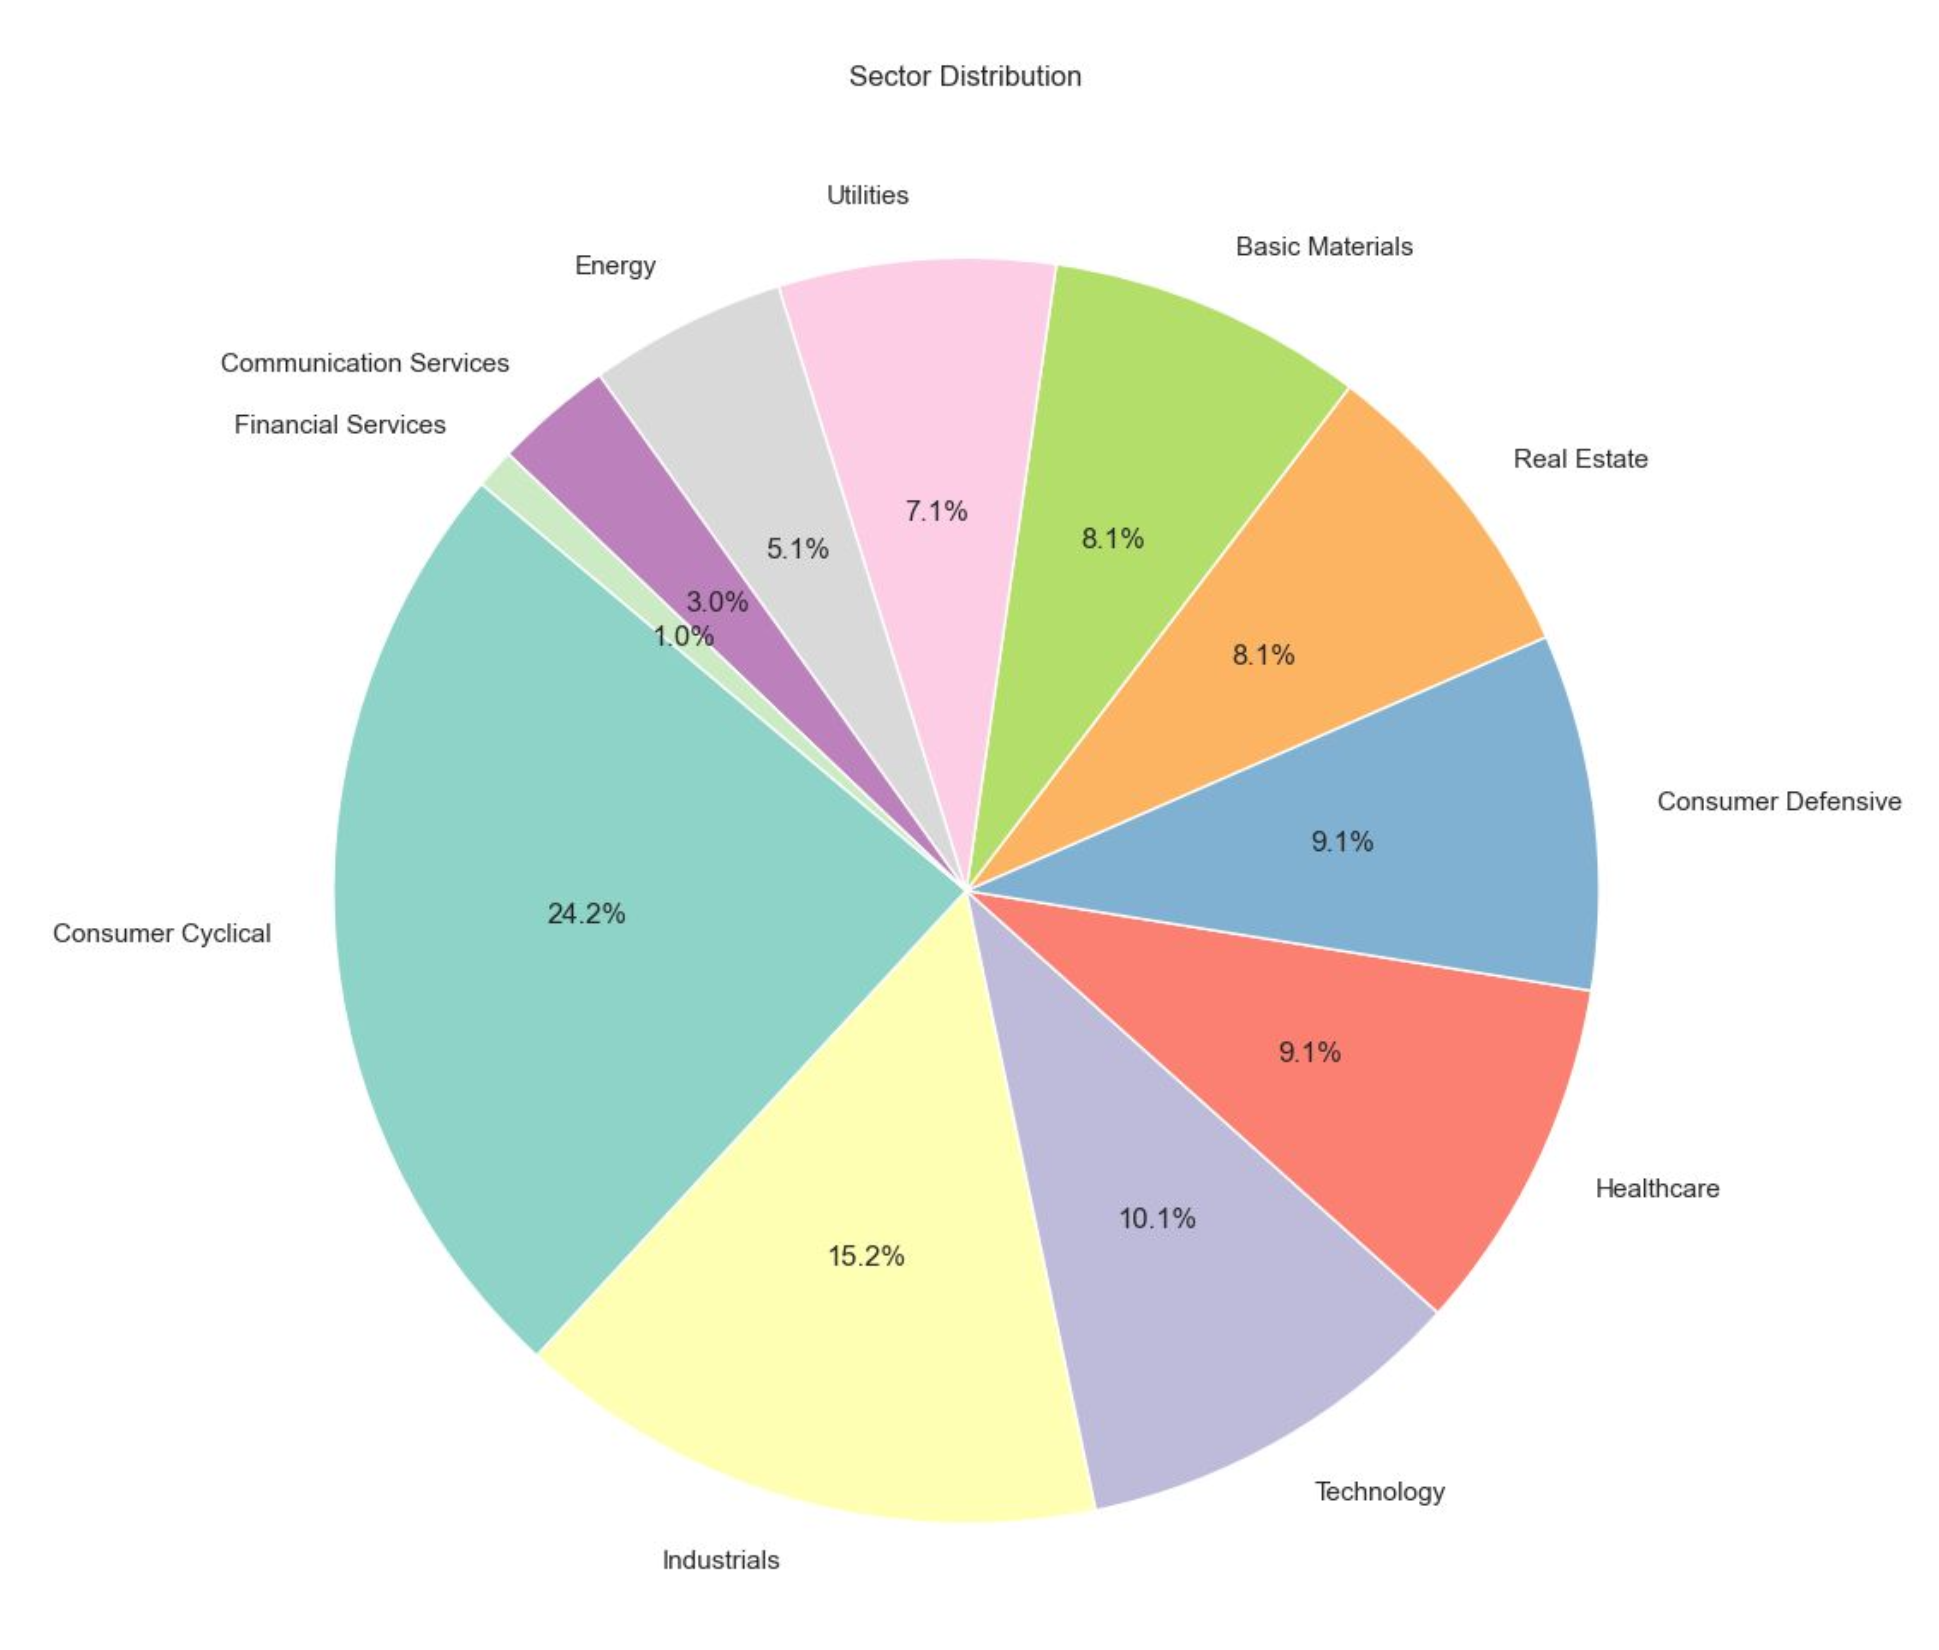 Sector Distribution
Utilities
Basic Materials
Energy
Communication Services
Financial Services
Real Estate
7.1%
8.1%
5.1%
3.0%
1.0%
8.1%
Consumer Defensive
9.1%
24.2%
Consumer Cyclical
9.1%
Healthcare
10.1%
15.2%
Technology
Industrials